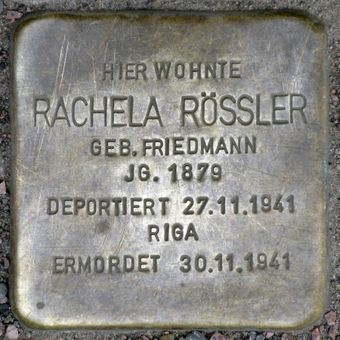 HIER WOHNTE
RACHELA RÖSSLER
GEB. FRIEDMANN
JG. 1879
DEPORTIERT 27.11.1941
RIGA
ERMORDET 30.11.1941